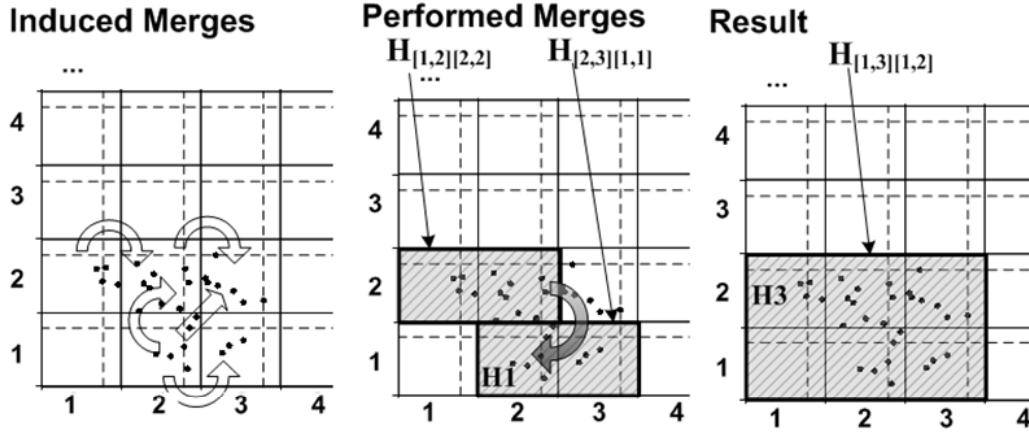 Induced Merges
Performed Merges
Result
H[1,2][2,2]
H[2,3][1,1]
H[1,3][1,2]
...
...
...
4
3
2
1
1 2 3 4
4
3
2
1
H1
1 2 3 4
4
3
2
1
H3
1 2 3 4